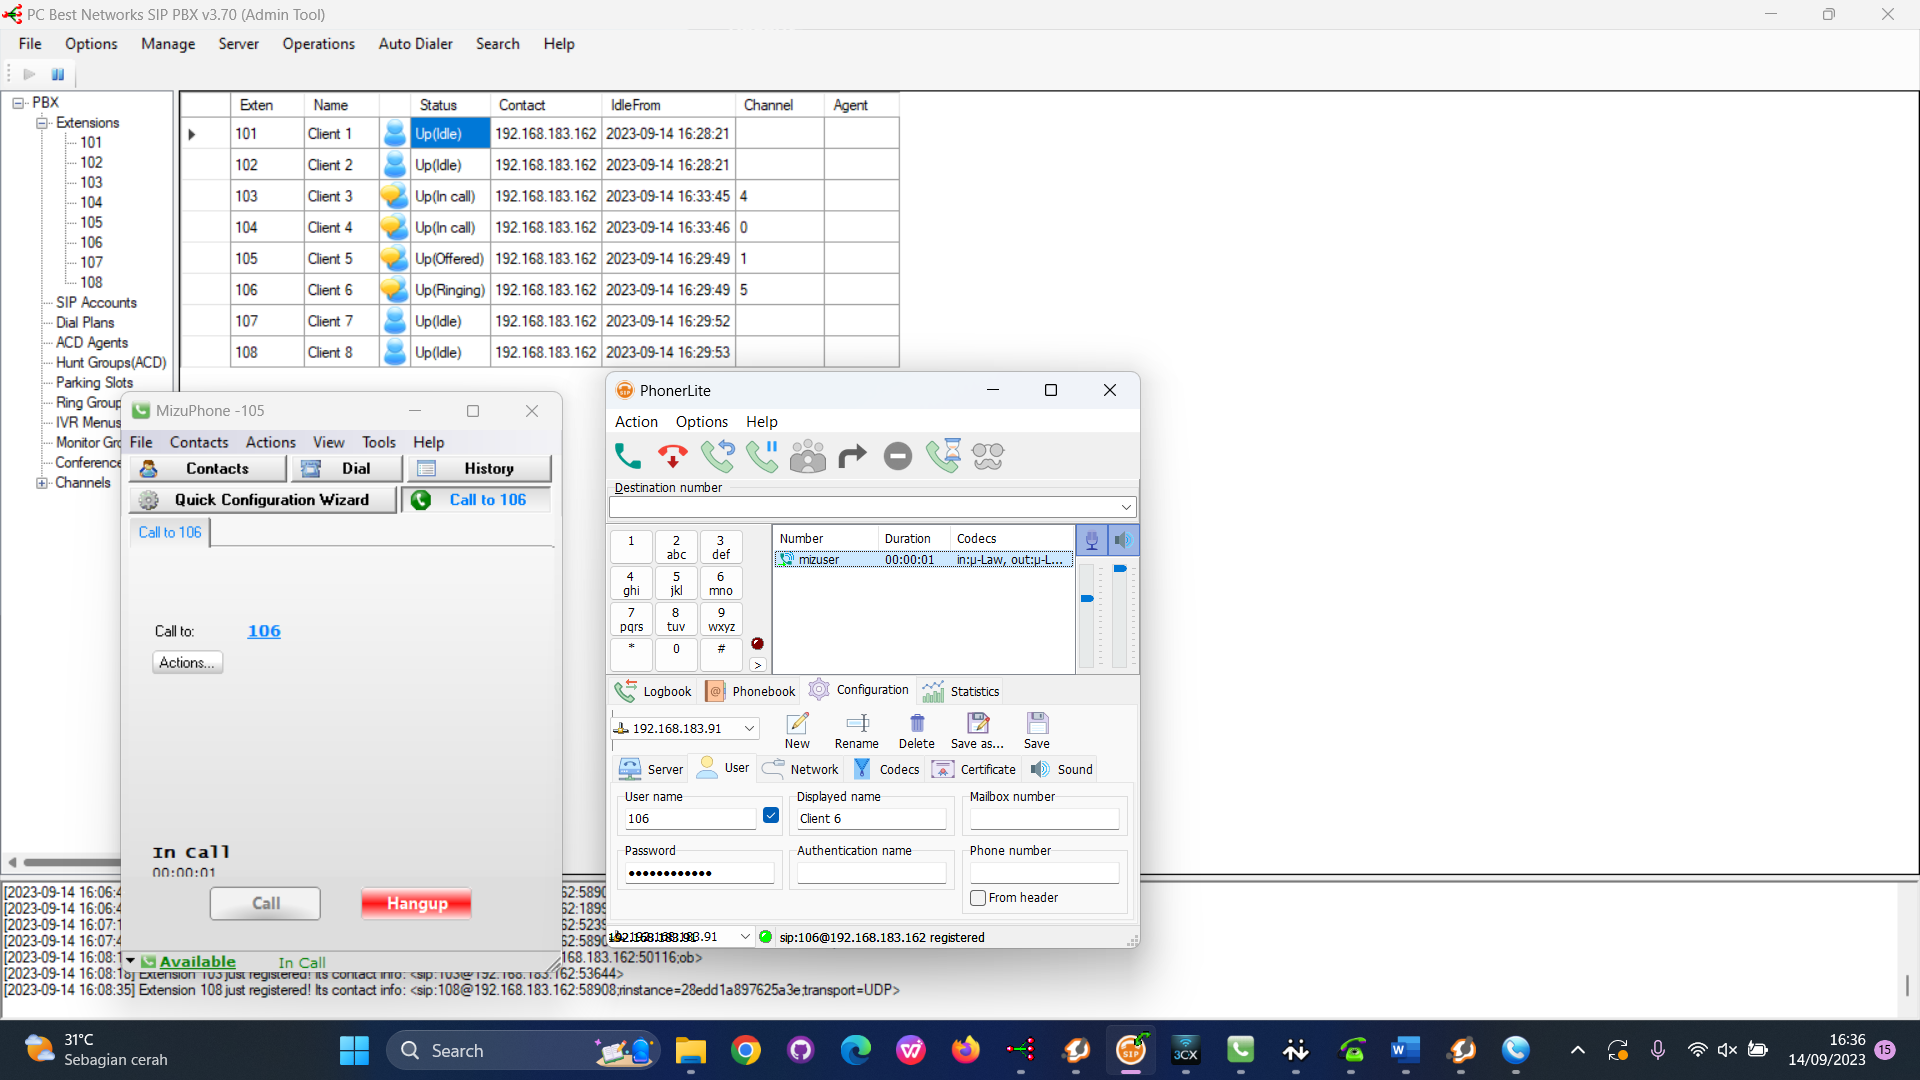 PC Best Networks SIP PBX v3.70 (Admin Tool)
File Options Manage Server Operations Auto Dialer Search Help
PBX
Extensions
101
102
103
104
105
106
107
108
SIP Accounts
Dial Plans
ACD Agents
Hunt Groups(ACD)
Parking Slots
Ring Group
IVR Menus
Monitor Gro
Conference
Channels
Exten Name Status Contact IdleFrom Channel Agent
101 Client 1 Up(Idle) 192.168.183.162 2023-09-14 16:28:21
102 Client 2 Up(Idle) 192.168.183.162 2023-09-14 16:28:21
103 Client 3 Up(In call) 192.168.183.162 2023-09-14 16:33:45 4
104 Client 4 Up(In call) 192.168.183.162 2023-09-14 16:33:46 0
105 Client 5 Up(Offered) 192.168.183.162 2023-09-14 16:29:49 1
106 Client 6 Up(Ringing) 192.168.183.162 2023-09-14 16:29:49 5
107 Client 7 Up(Idle) 192.168.183.162 2023-09-14 16:29:52
108 Client 8 Up(Idle) 192.168.183.162 2023-09-14 16:29:53
MizuPhone -105
File Contacts Actions View Tools Help
Contacts Dial History
Quick Configuration Wizard Call to 106
Call to 106
Call to: 106
Actions...
In Call
00:00:01
Call Hangup
Available In Call
PhonerLite
Action Options Help
Destination number
1 2 abc 3 def
4 ghi 5 jkl 6 mno
7 pqrs 8 tuv 9 wxyz
* 0 #
>
Number Duration Codecs
mizuser 00:00:01 in:µ-Law, out:µ-L...
Logbook Phonebook Configuration Statistics
192.168.183.91 New Rename Delete Save as... Save
Server User Network Codecs Certificate Sound
User name Displayed name Mailbox number
106 Client 6
Password Authentication name Phone number
••••••••••••
From header
sip:106@192.168.183.162 registered
[2023-09-14 16:06:4 62:5890
[2023-09-14 16:06:4 62:1899
[2023-09-14 16:07:1 62:5239
[2023-09-14 16:07:4 62:5890
[2023-09-14 16:08:1 168.183.162:50116;ob>
[2023-09-14 16:08:18] Extension 103 just registered! Its contact info: <sip:103@192.168.183.162:53644>
[2023-09-14 16:08:35] Extension 108 just registered! Its contact info: <sip:108@192.168.183.162:58908;rinstance=28edd1a897625a3e;transport=UDP>
31°C
Sebagian cerah
Search
SIP
3CX
16:36
14/09/2023
15